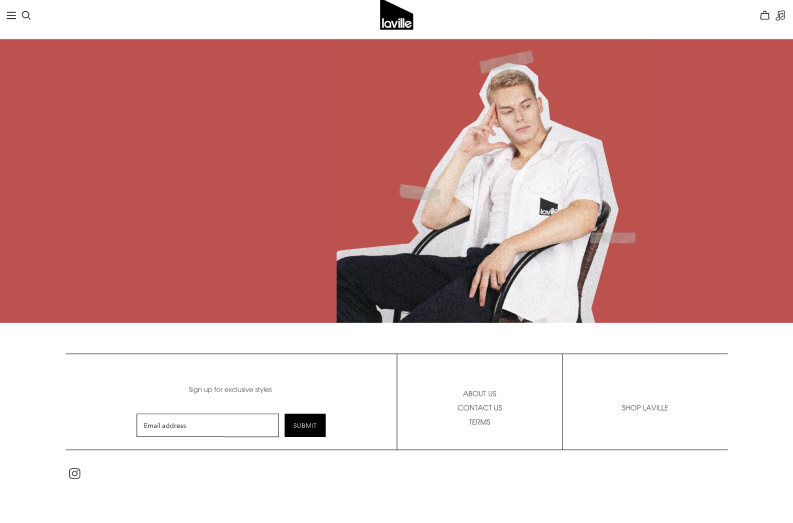 laville
laville
Sign up for exclusive styles
Email address
SUBMIT
ABOUT US
CONTACT US
TERMS
SHOP LAVILLE